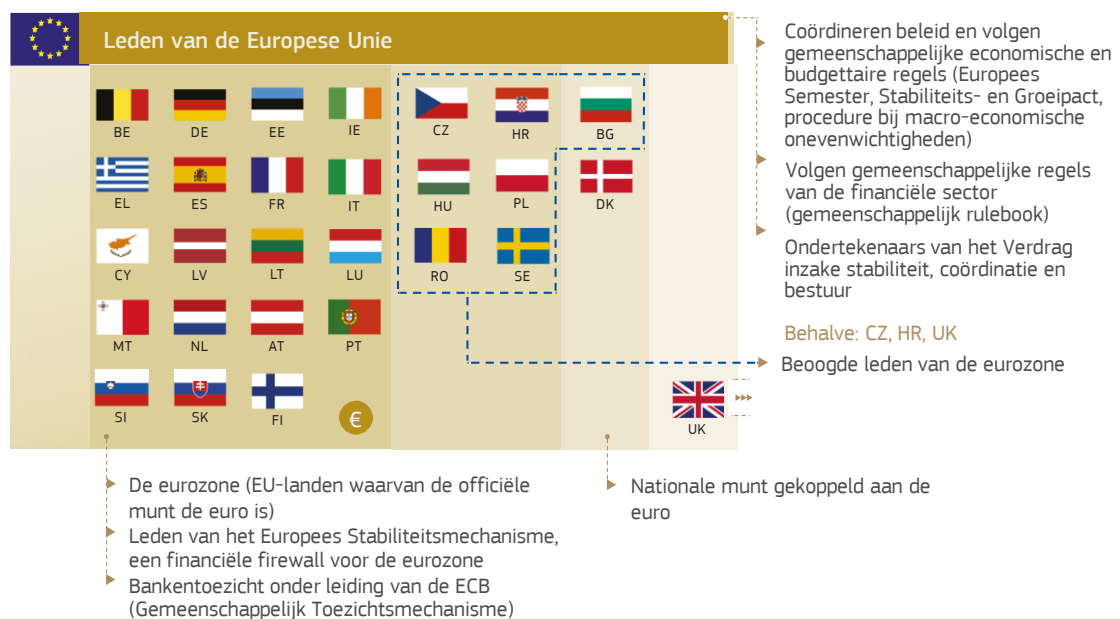 Leden van de Europese Unie
BE DE EE IE CZ HR BG
EL ES FR IT HU PL DK
CY LV LT LU RO SE
MT NL AT PT
SI SK FI € UK
Coördineren beleid en volgen
gemeenschappelijke economische en
budgettaire regels (Europees
Semester, Stabiliteits- en Groeipact,
procedure bij macro-economische
onevenwichtigheden)
Volgen gemeenschappelijke regels
van de financiële sector
(gemeenschappelijk rulebook)
Ondertekenaars van het Verdrag
inzake stabiliteit, coördinatie en
bestuur
Behalve: CZ, HR, UK
Beoogde leden van de eurozone
De eurozone (EU-landen waarvan de officiële
munt de euro is)
Leden van het Europees Stabiliteitsmechanisme,
een financiële firewall voor de eurozone
Bankentoezicht onder leiding van de ECB
(Gemeenschappelijk Toezichtsmechanisme)
Nationale munt gekoppeld aan de
euro